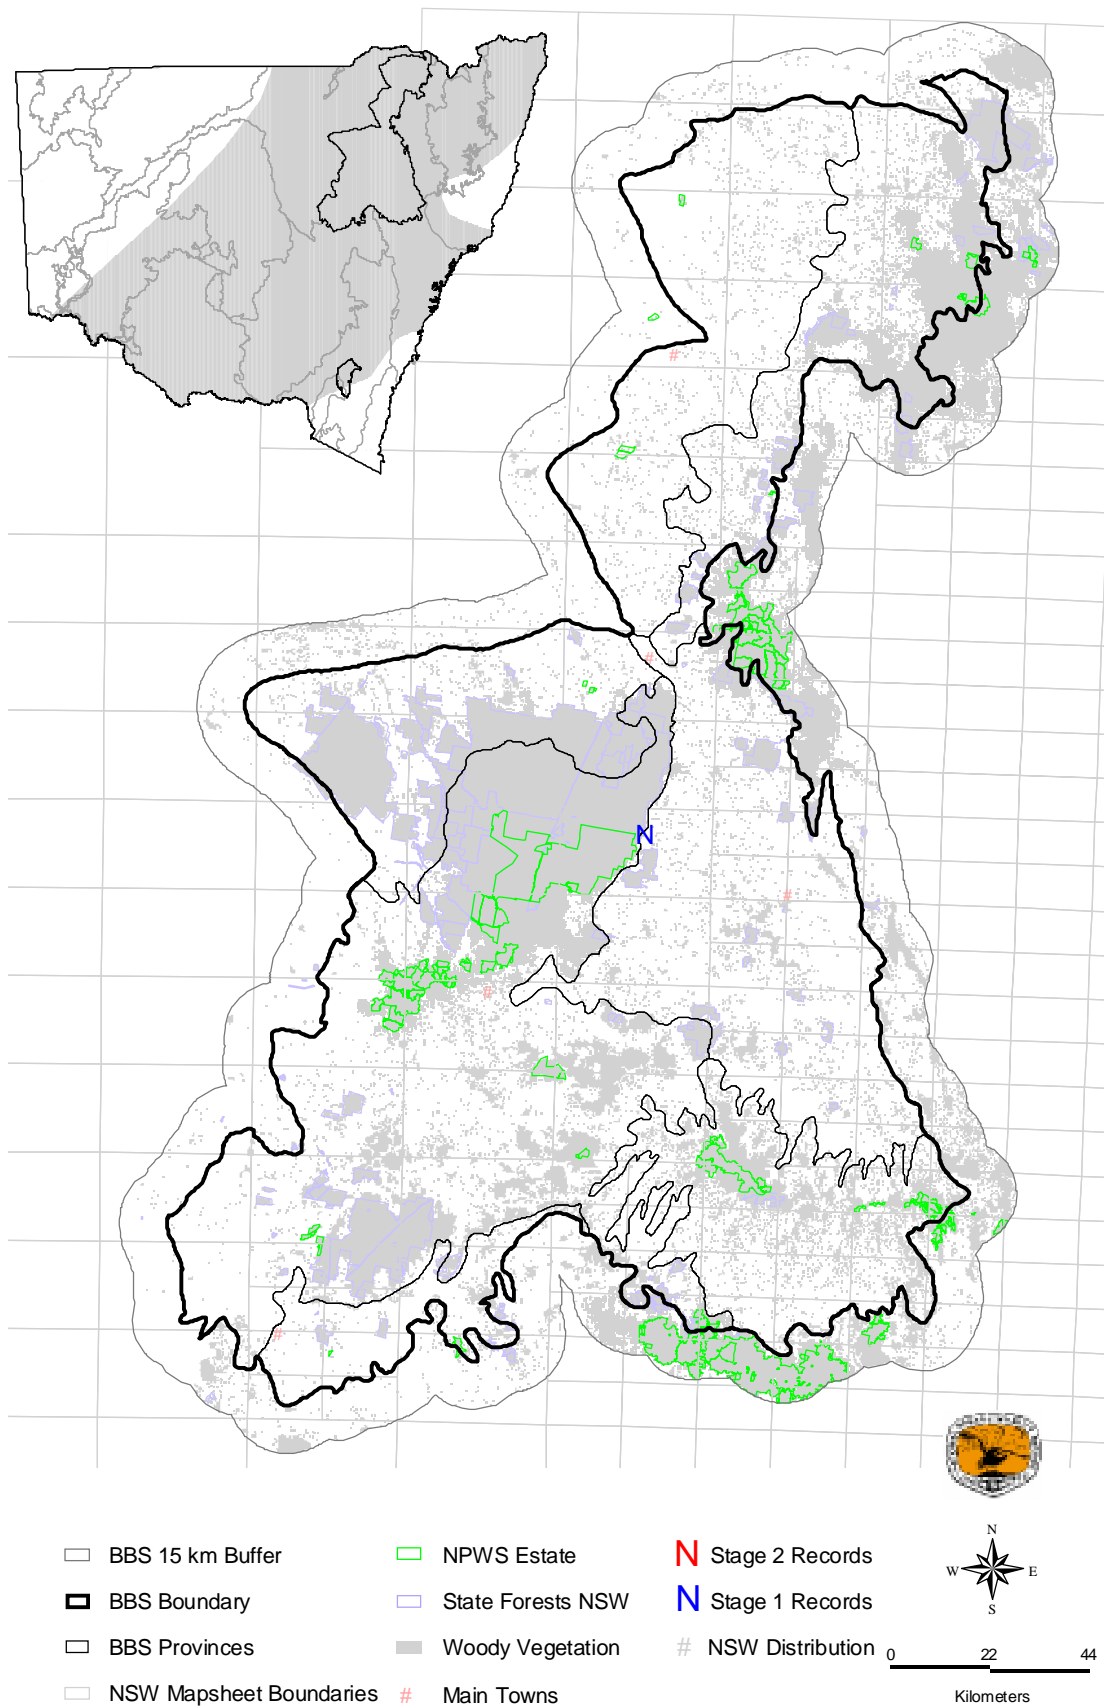 N
BBS 15 km Buffer
BBS Boundary
BBS Provinces
NSW Mapsheet Boundaries
NPWS Estate
State Forests NSW
Woody Vegetation
# Main Towns
N Stage 2 Records
N Stage 1 Records
# NSW Distribution
N
W E
S
0 22 44
Kilometers